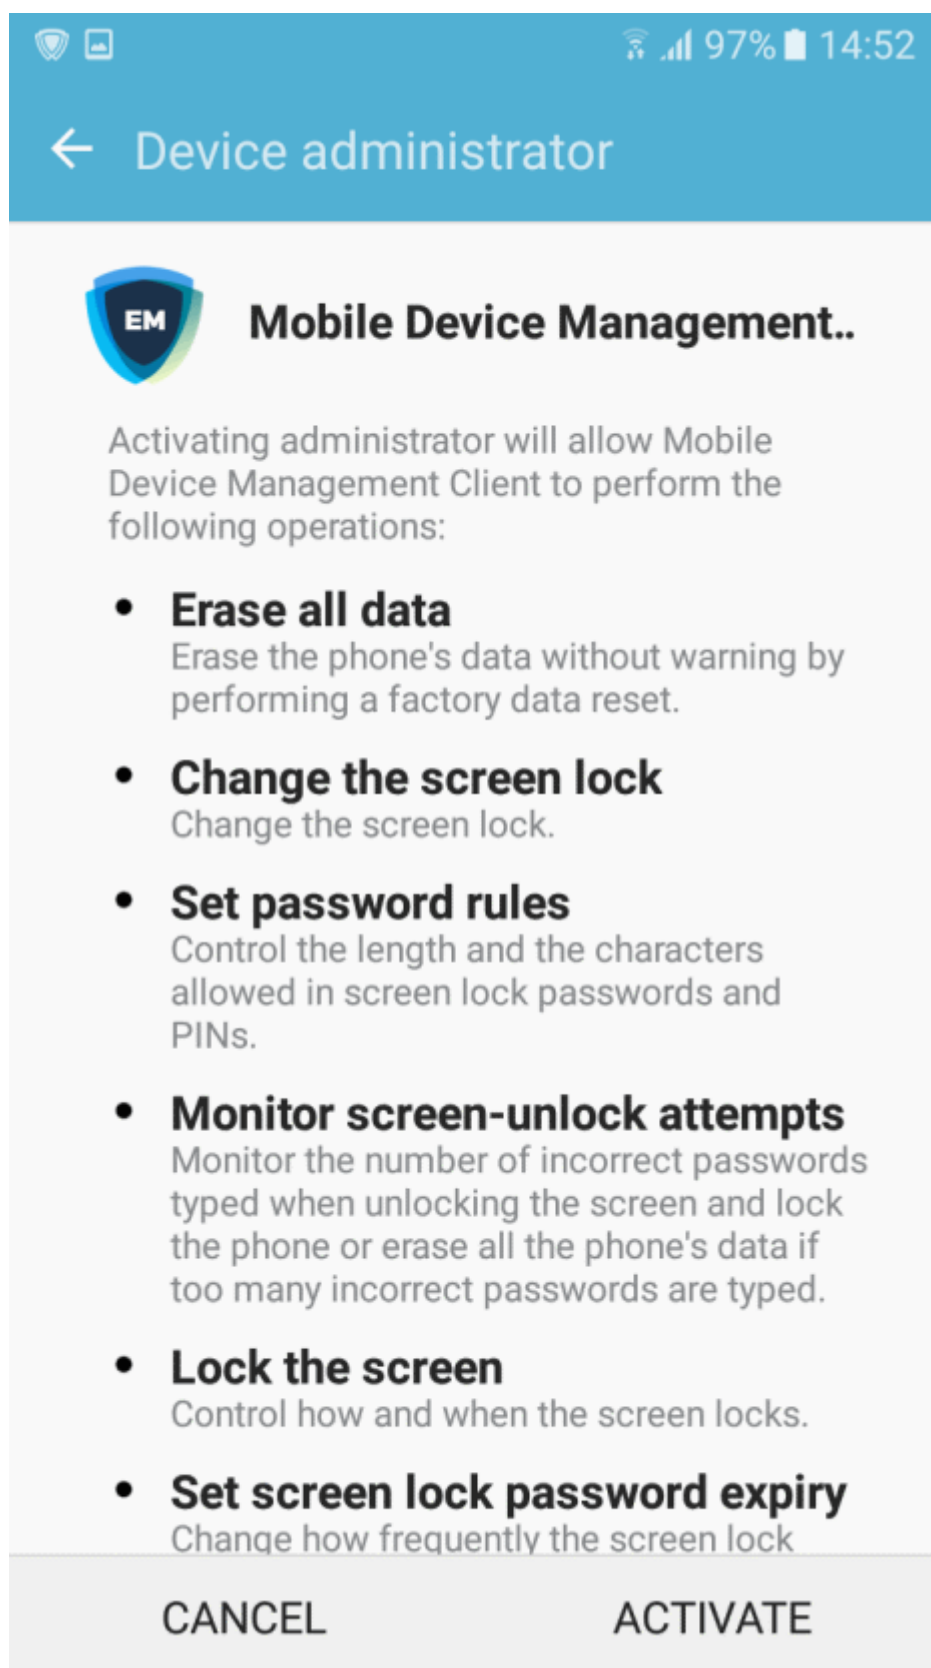 97% 14:52
Device administrator
EM
Mobile Device Management..
Activating administrator will allow Mobile
Device Management Client to perform the
following operations:
Erase all data
Erase the phone's data without warning by
performing a factory data reset.
Change the screen lock
Change the screen lock.
Set password rules
Control the length and the characters
allowed in screen lock passwords and
PINs.
Monitor screen-unlock attempts
Monitor the number of incorrect passwords
typed when unlocking the screen and lock
the phone or erase all the phone's data if
too many incorrect passwords are typed.
Lock the screen
Control how and when the screen locks.
Set screen lock password expiry
Change how frequently the screen lock
CANCEL ACTIVATE